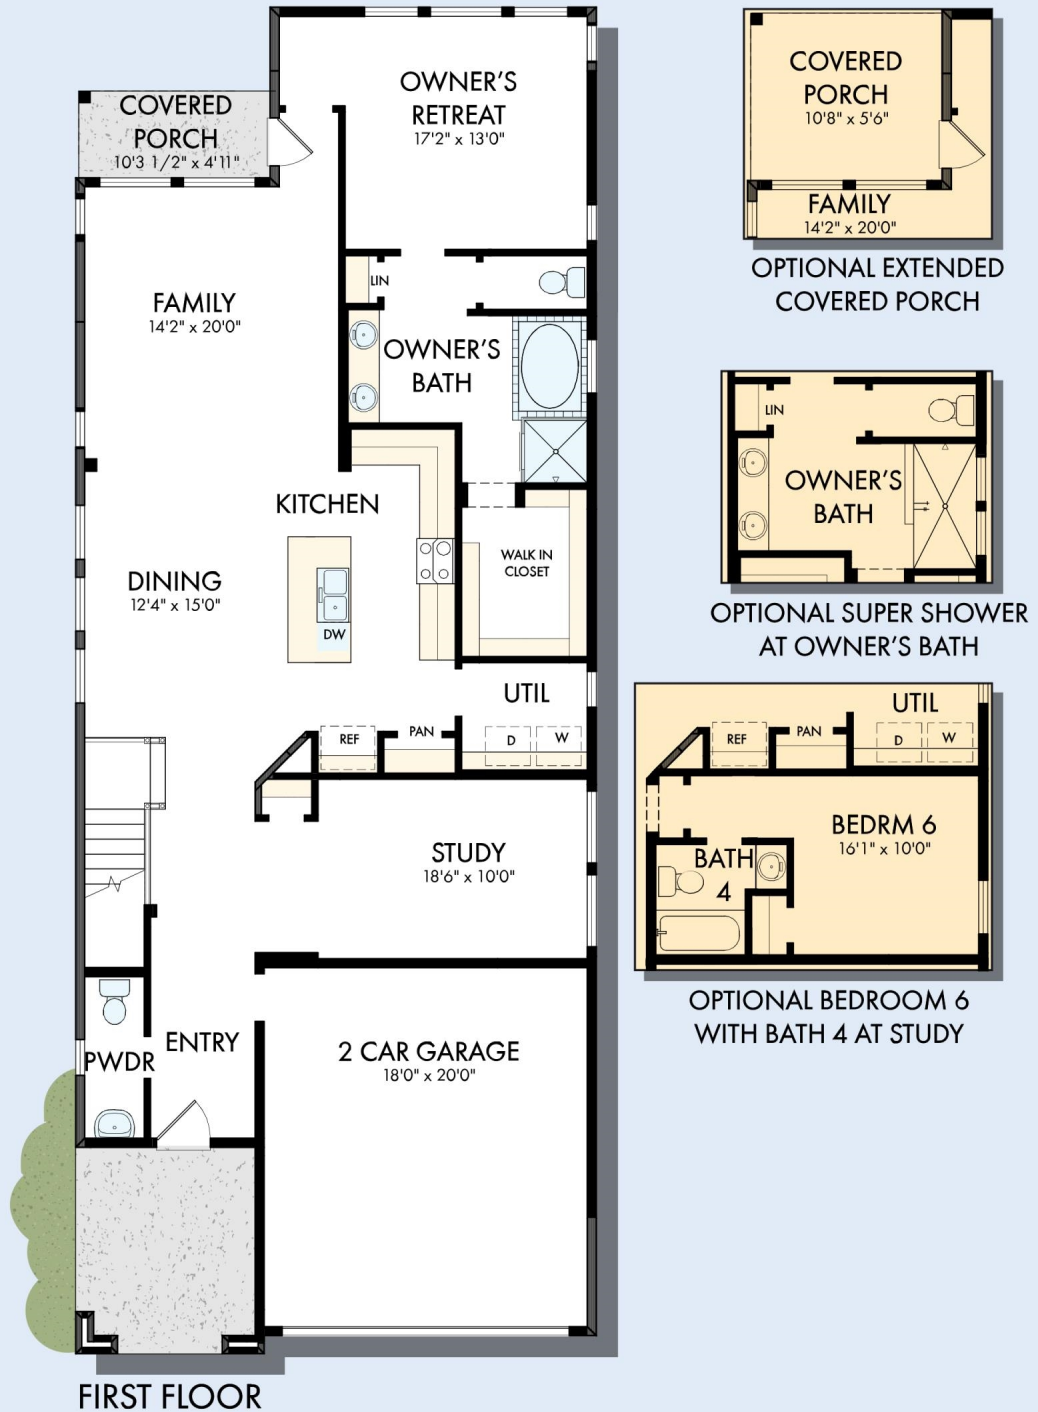 OWNER'S
RETREAT
17'2" x 13'0"
COVERED
PORCH
10'3 1/2" x 4'11"
FAMILY
14'2" x 20'0"
LIN
OWNER'S
BATH
KITCHEN
WALK IN
CLOSET
DINING
12'4" x 15'0"
DW
UTIL
REF
PAN
D
W
STUDY
18'6" x 10'0"
ENTRY
PWDR
2 CAR GARAGE
18'0" x 20'0"
FIRST FLOOR
COVERED
PORCH
10'8" x 5'6"
FAMILY
14'2" x 20'0"
OPTIONAL EXTENDED
COVERED PORCH
LIN
OWNER'S
BATH
OPTIONAL SUPER SHOWER
AT OWNER'S BATH
UTIL
REF
PAN
D
W
BEDRM 6
16'1" x 10'0"
BATH
4
OPTIONAL BEDROOM 6
WITH BATH 4 AT STUDY